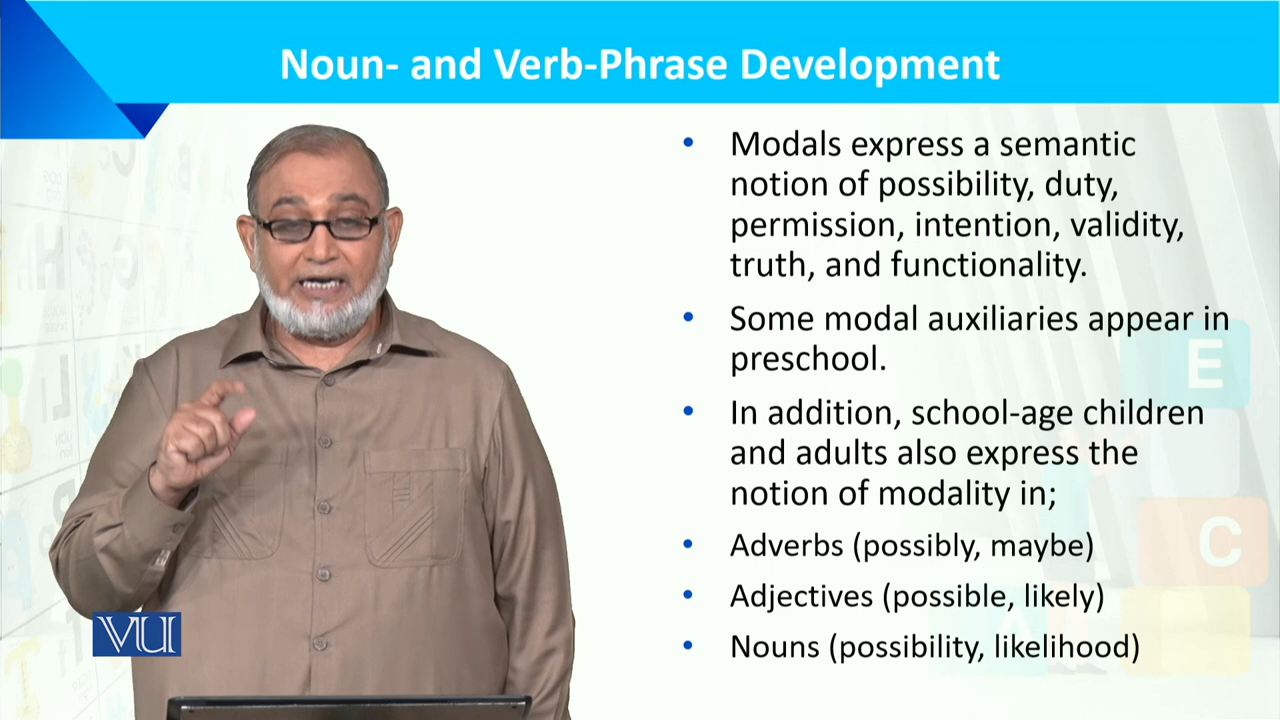 Noun- and Verb-Phrase Development
• Modals express a semantic
notion of possibility, duty,
permission, intention, validity,
truth, and functionality.
• Some modal auxiliaries appear in
preschool.
• In addition, school-age children
and adults also express the
notion of modality in;
• Adverbs (possibly, maybe)
• Adjectives (possible, likely)
• Nouns (possibility, likelihood)
VU
E
C